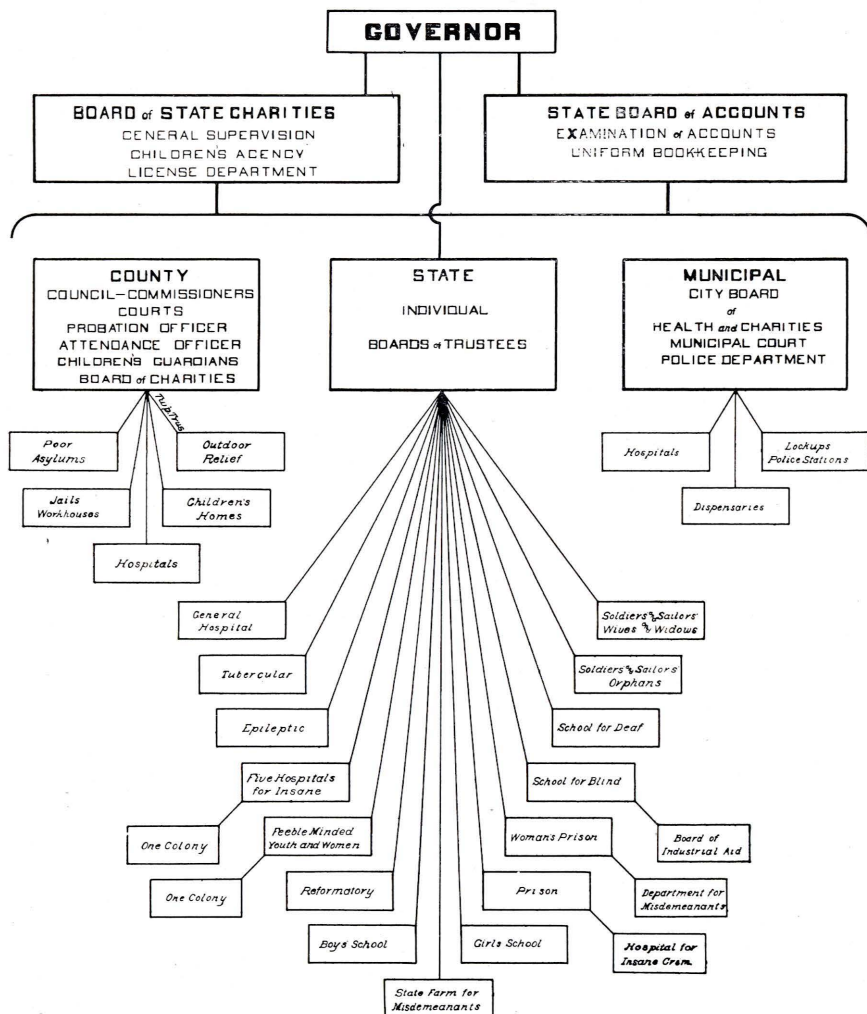 GOVERNOR
BOARD of STATE CHARITIES
GENERAL SUPERVISION
CHILDREN'S AGENCY
LICENSE DEPARTMENT
STATE BOARD of ACCOUNTS
EXAMINATION of ACCOUNTS
UNIFORM BOOKKEEPING
COUNTY
COUNCIL-COMMISSIONERS
COURTS
PROBATION OFFICER
ATTENDANCE OFFICER
CHILDREN'S GUARDIANS
BOARD of CHARITIES
STATE
INDIVIDUAL
BOARDS of TRUSTEES
MUNICIPAL
CITY BOARD
of
HEALTH and CHARITIES
MUNICIPAL COURT
POLICE DEPARTMENT
Twp. Trus.
Poor
Asylums
Outdoor
Relief
Jails
Workhouses
Children's
Homes
Hospitals
Hospitals
Lockups
Police Stations
Dispensaries
General
Hospital
Soldiers & Sailors
Wives & Widows
Tubercular
Soldiers & Sailors
Orphans
Epileptic
School for Deaf
Five Hospitals
for Insane
School for Blind
One Colony
Feeble Minded
Youth and Women
Woman's Prison
Board of
Industrial Aid
One Colony
Reformatory
Prison
Department for
Misdemeanants
Boys School
Girls School
Hospital for
Insane Crim.
State Farm for
Misdemeanants